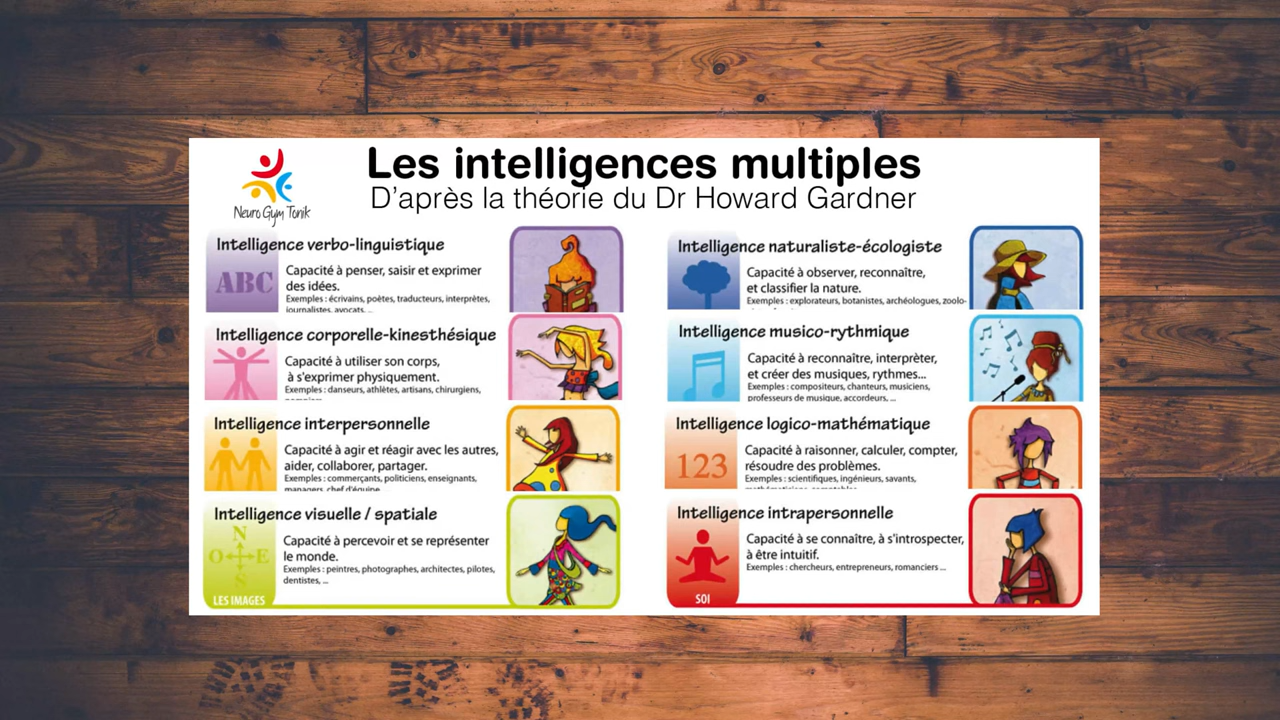 Les intelligences multiples
D'après la théorie du Dr Howard Gardner
Neuro Gym Tonik
Intelligence verbo-linguistique
ABC
Capacité à penser, saisir et exprimer
des idées.
Exemples : écrivains, poètes, traducteurs, interprètes,
journalistes, avocats, ...
Intelligence corporelle-kinesthésique
Capacité à utiliser son corps,
à s'exprimer physiquement.
Exemples : danseurs, athlètes, artisans, chirurgiens,
Intelligence interpersonnelle
Capacité à agir et réagir avec les autres,
aider, collaborer, partager.
Exemples : commerçants, politiciens, enseignants,
managers, chef d'équipe
Intelligence visuelle / spatiale
N
O E
S
Capacité à percevoir et se représenter
le monde.
Exemples : peintres, photographes, architectes, pilotes,
dentistes, ...
LES IMAGES
Intelligence naturaliste-écologiste
Capacité à observer, reconnaître,
et classifier la nature.
Exemples : explorateurs, botanistes, archéologues, zoolo-
Intelligence musico-rythmique
Capacité à reconnaître, interprèter,
et créer des musiques, rythmes...
Exemples : compositeurs, chanteurs, musiciens,
professeurs de musique, accordeurs, ...
Intelligence logico-mathématique
123
Capacité à raisonner, calculer, compter,
résoudre des problèmes.
Exemples : scientifiques, ingénieurs, savants,
Intelligence intrapersonnelle
Capacité à se connaître, à s'introspecter,
à être intuitif.
Exemples : chercheurs, entrepreneurs, romanciers ...
SOI